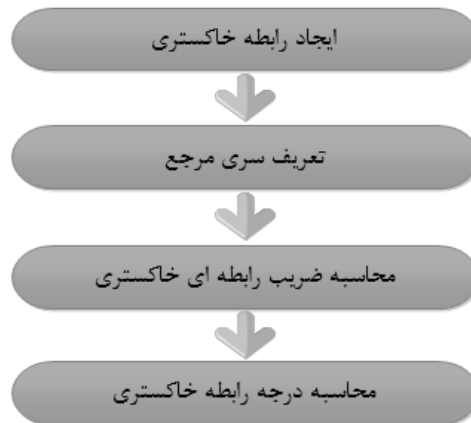 ایجاد رابطه خاکستری
تعریف سری مرجع
محاسبه ضریب رابطه ای خاکستری
محاسبه درجه رابطه خاکستری